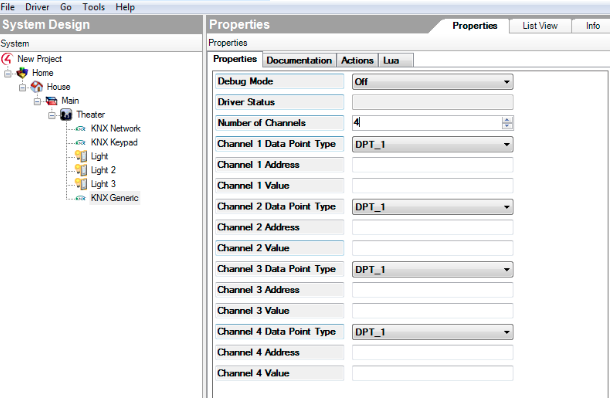 File Driver Go Tools Help
System Design
System
New Project
Home
House
Main
Theater
KNX Network
KNX Keypad
Light
Light 2
Light 3
KNX Generic
Properties
Properties List View Info
Properties
Properties Documentation Actions Lua
Debug Mode Off
Driver Status
Number of Channels 4
Channel 1 Data Point Type DPT_1
Channel 1 Address
Channel 1 Value
Channel 2 Data Point Type DPT_1
Channel 2 Address
Channel 2 Value
Channel 3 Data Point Type DPT_1
Channel 3 Address
Channel 3 Value
Channel 4 Data Point Type DPT_1
Channel 4 Address
Channel 4 Value